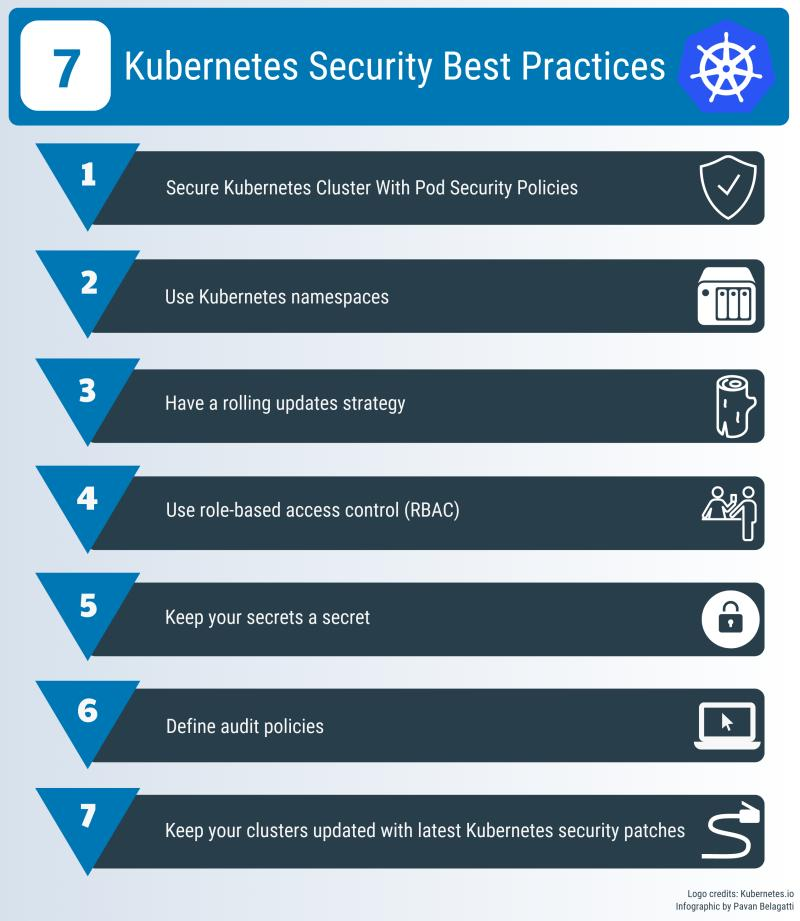 7 Kubernetes Security Best Practices
1
Secure Kubernetes Cluster With Pod Security Policies
2
Use Kubernetes namespaces
3
Have a rolling updates strategy
4
Use role-based access control (RBAC)
5
Keep your secrets a secret
6
Define audit policies
7
Keep your clusters updated with latest Kubernetes security patches
Logo credits: Kubernetes.io
Infographic by Pavan Belagatti